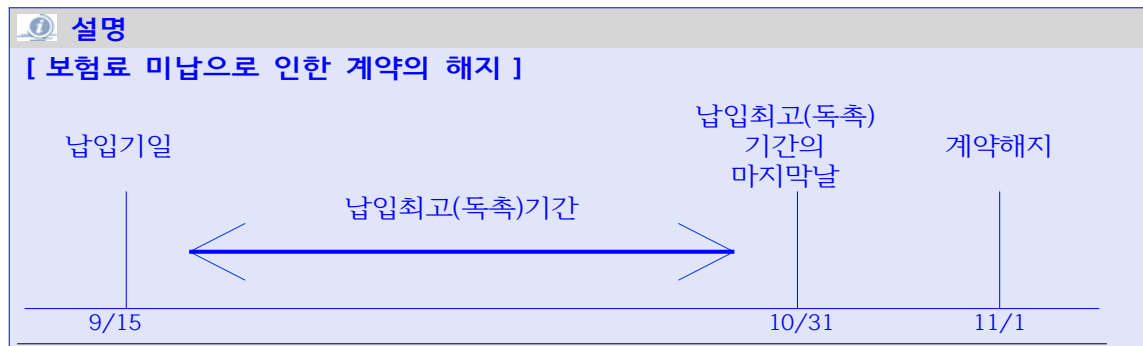 설명
[ 보험료 미납으로 인한 계약의 해지 ]
납입기일
납입최고(독촉)
기간의
마지막날
계약해지
납입최고(독촉)기간
9/15
10/31
11/1